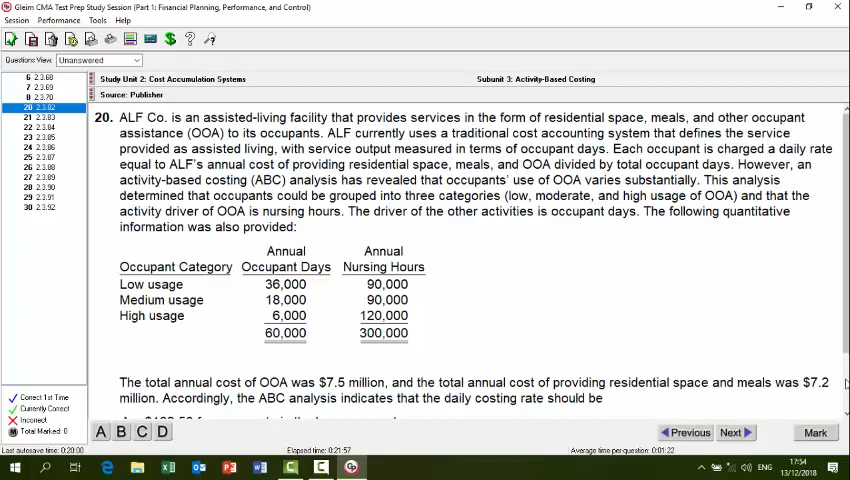 Gleim CMA Test Prep Study Session (Part 1: Financial Planning, Performance, and Control)
Session Performance Tools Help
Questions View: Unanswered
6 2.3.68
7 2.3.69
8 2.3.70
20 2.3.82
21 2.3.83
22 2.3.84
23 2.3.85
24 2.3.86
25 2.3.87
26 2.3.88
27 2.3.89
28 2.3.90
29 2.3.91
30 2.3.92
Study Unit 2: Cost Accumulation Systems Subunit 3: Activity-Based Costing
Source: Publisher
20. ALF Co. is an assisted-living facility that provides services in the form of residential space, meals, and other occupant
assistance (OOA) to its occupants. ALF currently uses a traditional cost accounting system that defines the service
provided as assisted living, with service output measured in terms of occupant days. Each occupant is charged a daily rate
equal to ALF's annual cost of providing residential space, meals, and OOA divided by total occupant days. However, an
activity-based costing (ABC) analysis has revealed that occupants' use of OOA varies substantially. This analysis
determined that occupants could be grouped into three categories (low, moderate, and high usage of OOA) and that the
activity driver of OOA is nursing hours. The driver of the other activities is occupant days. The following quantitative
information was also provided:
Annual Annual
Occupant Category Occupant Days Nursing Hours
Low usage 36,000 90,000
Medium usage 18,000 90,000
High usage 6,000 120,000
60,000 300,000
The total annual cost of OOA was $7.5 million, and the total annual cost of providing residential space and meals was $7.2
million. Accordingly, the ABC analysis indicates that the daily costing rate should be
Correct 1st Time
Currently Correct
Incorrect
M Total Marked: 0
A B C D
Previous Next Mark
Last autosave time: 0:20:00 Elapsed time: 0:21:57 Average time per question: 0:01:22
ENG
17:54
13/12/2018